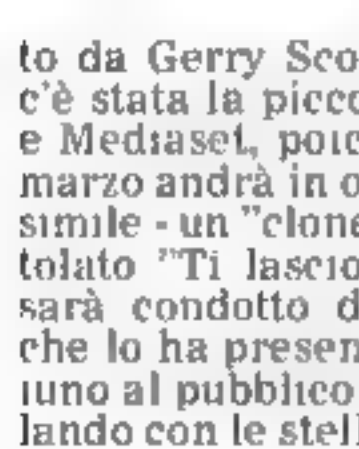 to da Gerry Sco
c'è stata la picco
e Mediaset, poic
marzo andrà in o
simile - un "clone
tolato "Ti lascio
sarà condotto d
che lo ha presen
iuno al pubblico
lando con le stell